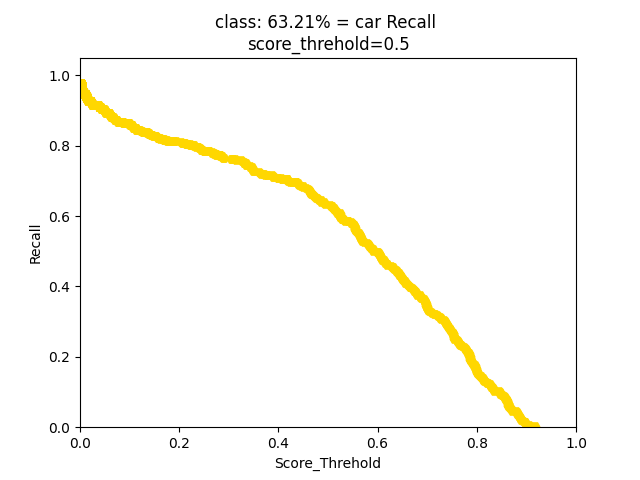 class: 63.21% = car Recall
score_threhold=0.5
1.0
0.8
0.6
0.4
0.2
0.0
Recall
0.0 0.2 0.4 0.6 0.8 1.0
Score_Threhold